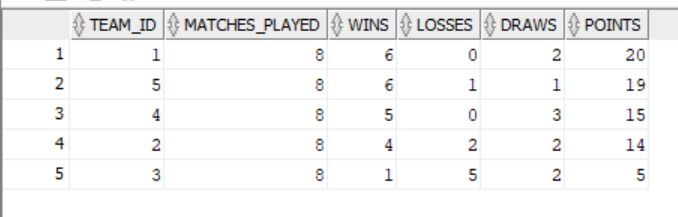 TEAM_ID MATCHES_PLAYED WINS LOSSES DRAWS POINTS
1 1 8 6 0 2 20
2 5 8 6 1 1 19
3 4 8 5 0 3 15
4 2 8 4 2 2 14
5 3 8 1 5 2 5